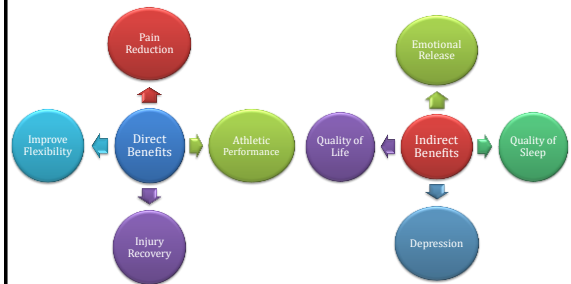 Pain
Reduction
Improve
Flexibility
Direct
Benefits
Athletic
Performance
Injury
Recovery
Emotional
Release
Quality of
Life
Indirect
Benefits
Quality of
Sleep
Depression